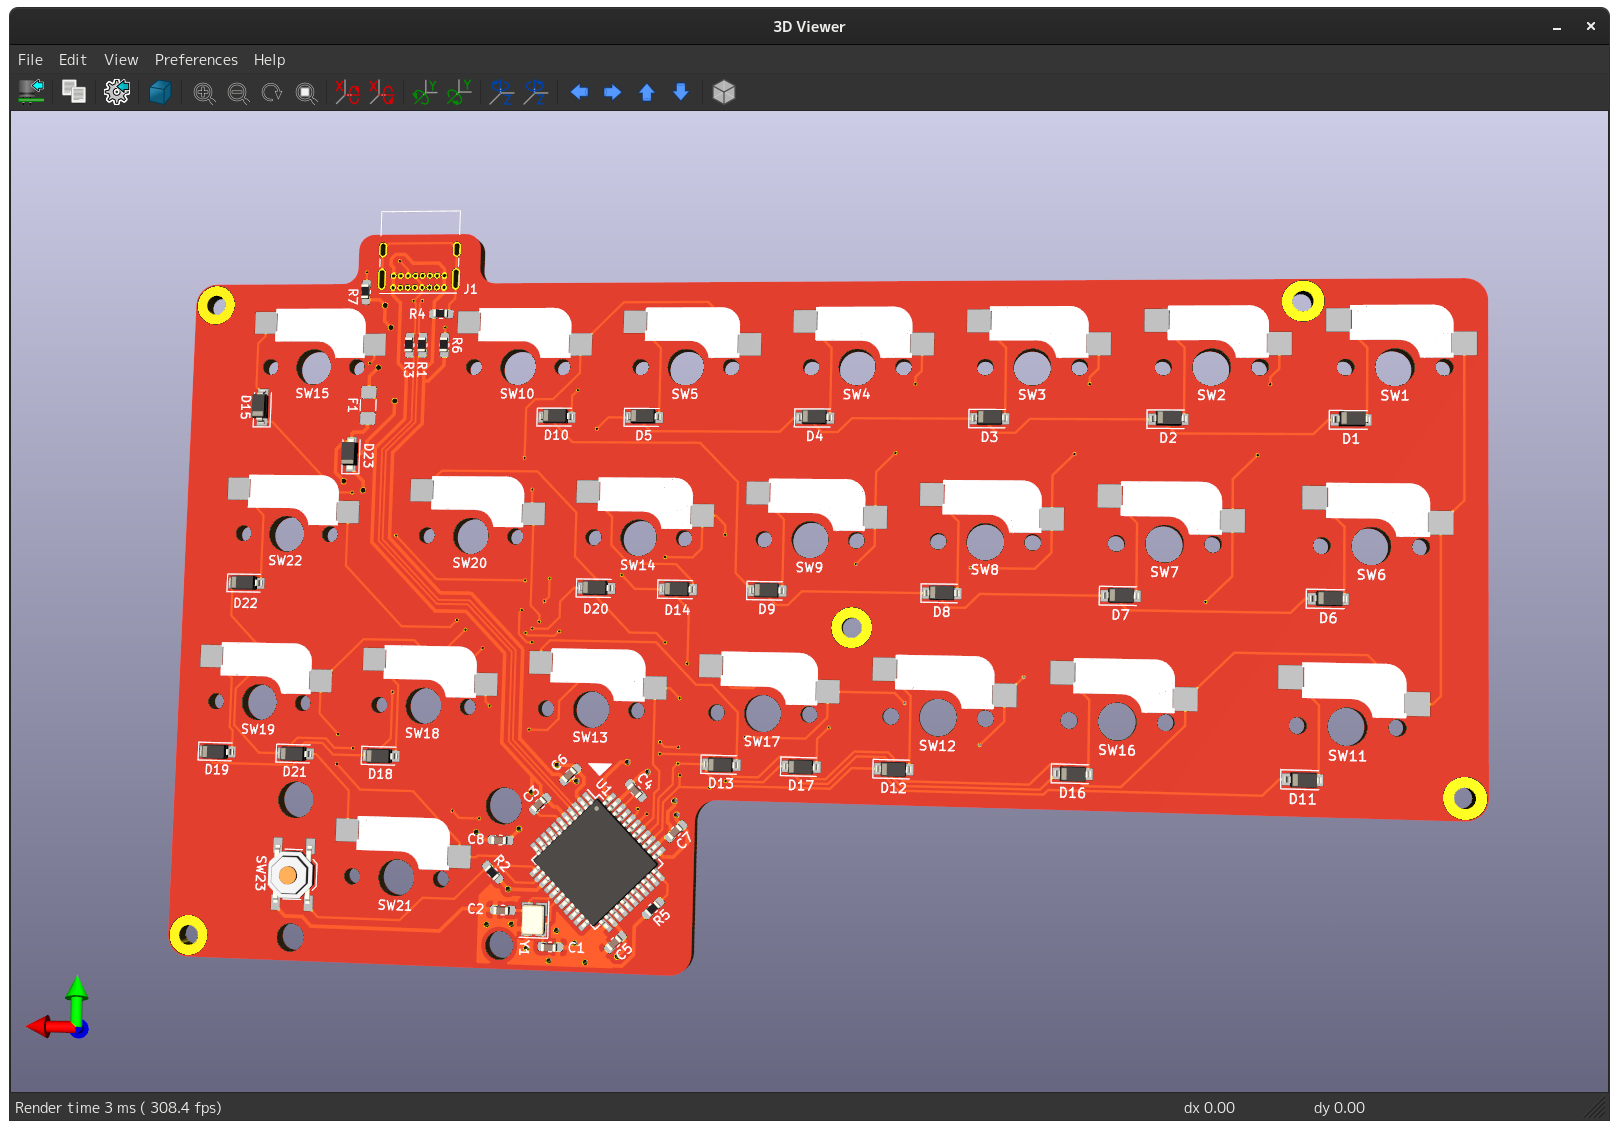 3D Viewer
File Edit View Preferences Help
J1
R7
R4
R3
R1
R6
SW15
SW10
SW5
SW4
SW3
SW2
SW1
D15
F1
D10
D5
D4
D3
D2
D1
D23
SW22
SW20
SW14
SW9
SW8
SW7
SW6
D22
D20
D14
D9
D8
D7
D6
SW19
SW18
SW13
SW17
SW12
SW16
SW11
D19
D21
D18
D13
D17
D12
D16
D11
C6
U1
C4
C3
C7
C8
R2
SW23
SW21
C2
R5
Y1
C1
C5
Render time 3 ms ( 308.4 fps)
dx 0.00
dy 0.00
X
X
Y
Y
Z
Z